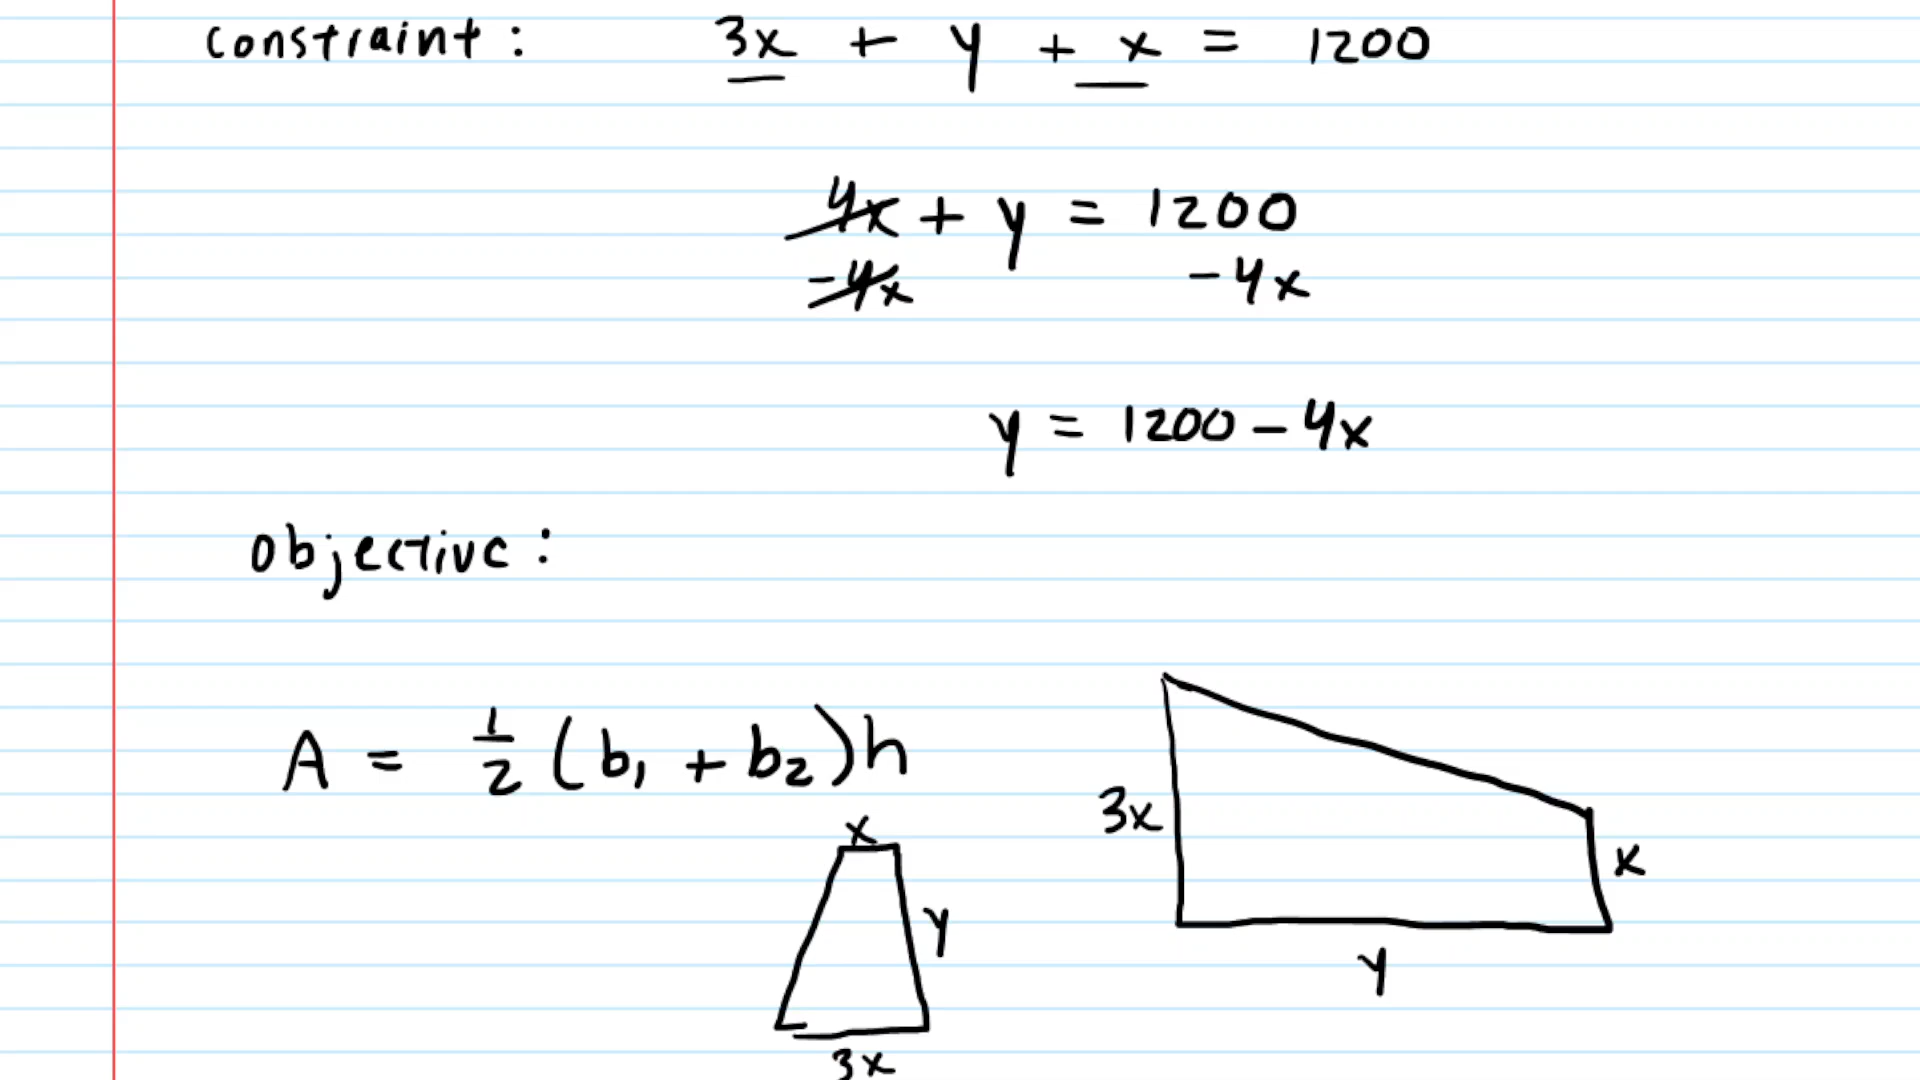 constraint: 3x + y + x = 1200
4x + y = 1200
-4x -4x
y = 1200 - 4x
objective:
A = 1/2 (b₁ + b₂)h
x
y
3x
3x
x
y